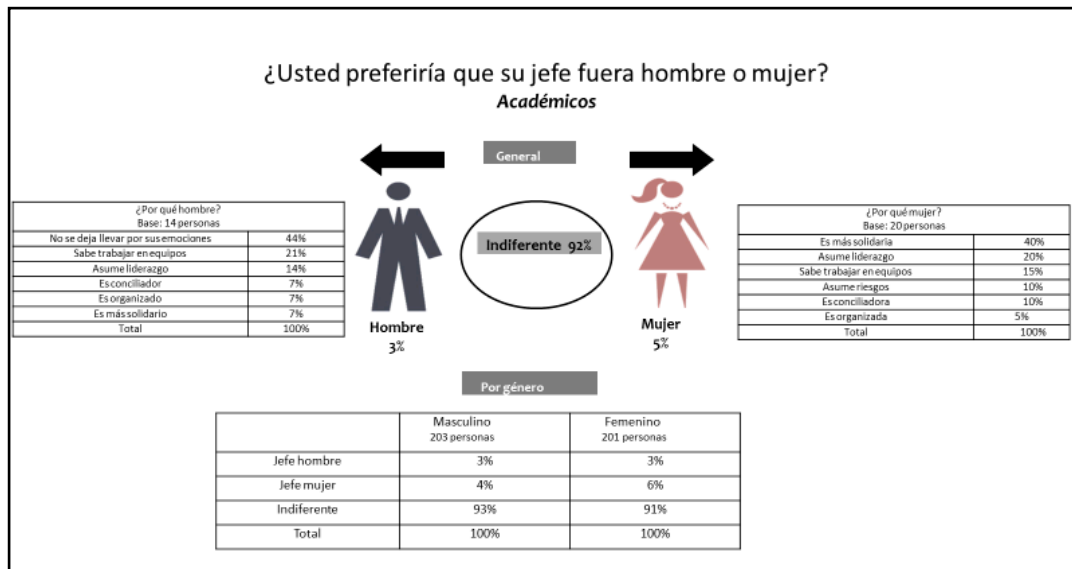 ¿Usted preferiría que su jefe fuera hombre o mujer?
Académicos
General
¿Por qué hombre?
Base: 14 personas
No se deja llevar por sus emociones 44%
Sabe trabajar en equipos 21%
Asume liderazgo 14%
Es conciliador 7%
Es organizado 7%
Es más solidario 7%
Total 100%
Indiferente 92%
Hombre
3%
Mujer
5%
¿Por qué mujer?
Base: 20 personas
Es más solidaria 40%
Asume liderazgo 20%
Sabe trabajar en equipos 15%
Asume riesgos 10%
Es conciliadora 10%
Es organizada 5%
Total 100%
Por género
Masculino Femenino
203 personas 201 personas
Jefe hombre 3% 3%
Jefe mujer 4% 6%
Indiferente 93% 91%
Total 100% 100%